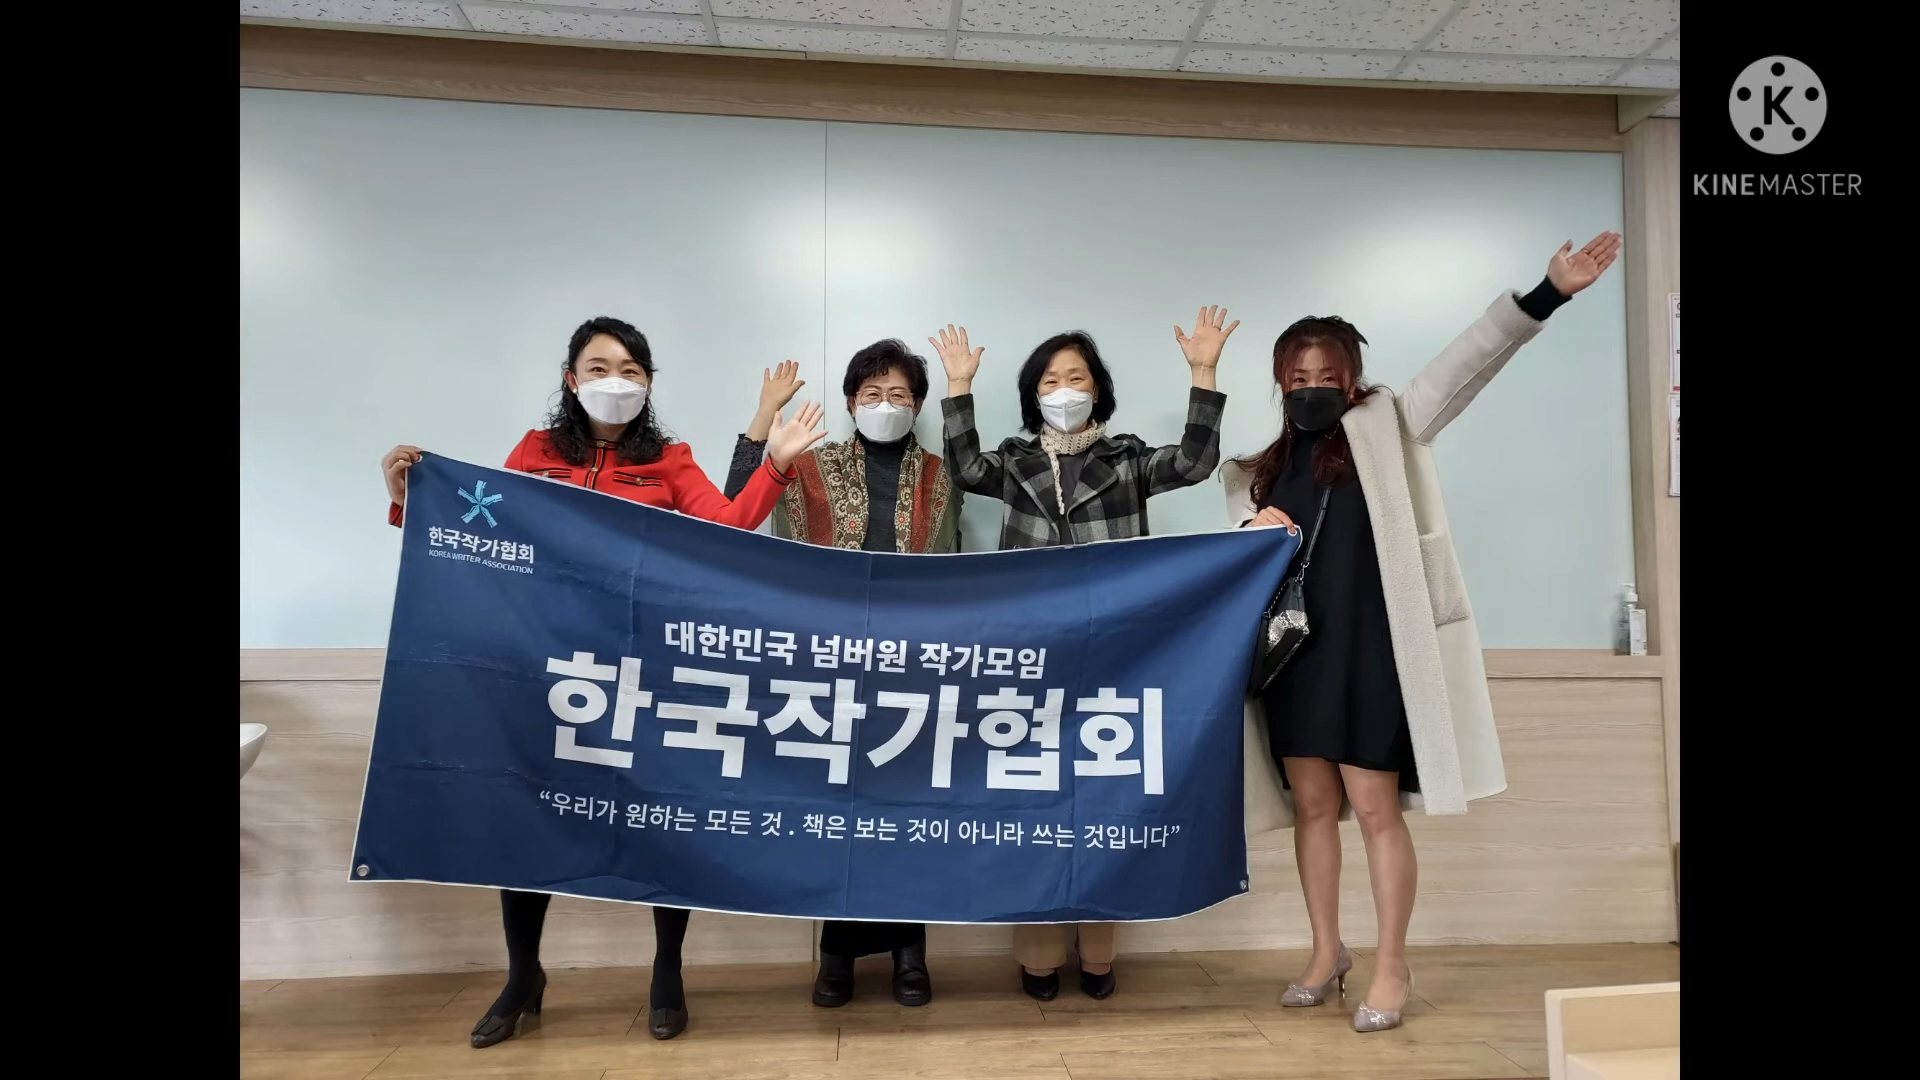 KINEMASTER
한국작가협회
KOREA WRITER ASSOCIATION
대한민국 넘버원 작가모임
한국작가협회
“우리가 원하는 모든 것 . 책은 보는 것이 아니라 쓰는 것입니다”